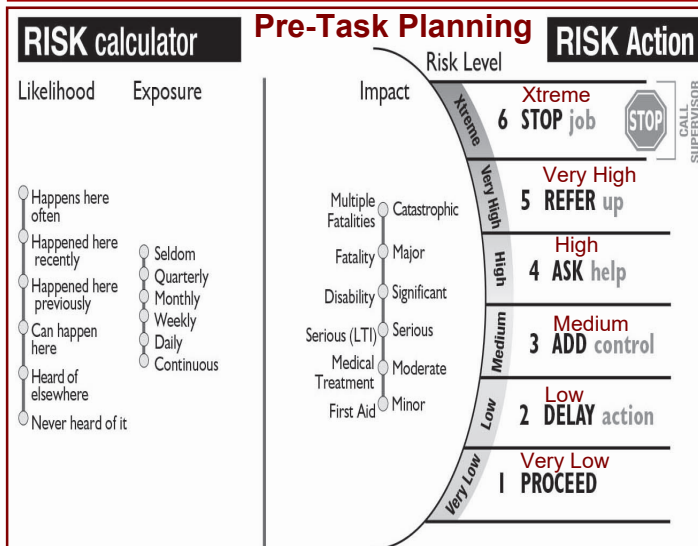 Pre-Task Planning
RISK calculator
RISK Action
Likelihood
Exposure
Impact
Risk Level
Happens here
often
Happened here
recently
Happened here
previously
Can happen
here
Heard of
elsewhere
Never heard of it
Seldom
Quarterly
Monthly
Weekly
Daily
Continuous
Multiple
Fatalities
Catastrophic
Fatality
Major
Disability
Significant
Serious (LTI)
Serious
Medical
Treatment
Moderate
First Aid
Minor
Xtreme
Very High
High
Medium
Low
Very Low
Xtreme
6 STOP job
STOP
CALL
SUPERVISOR
Very High
5 REFER up
High
4 ASK help
Medium
3 ADD control
Low
2 DELAY action
Very Low
1 PROCEED